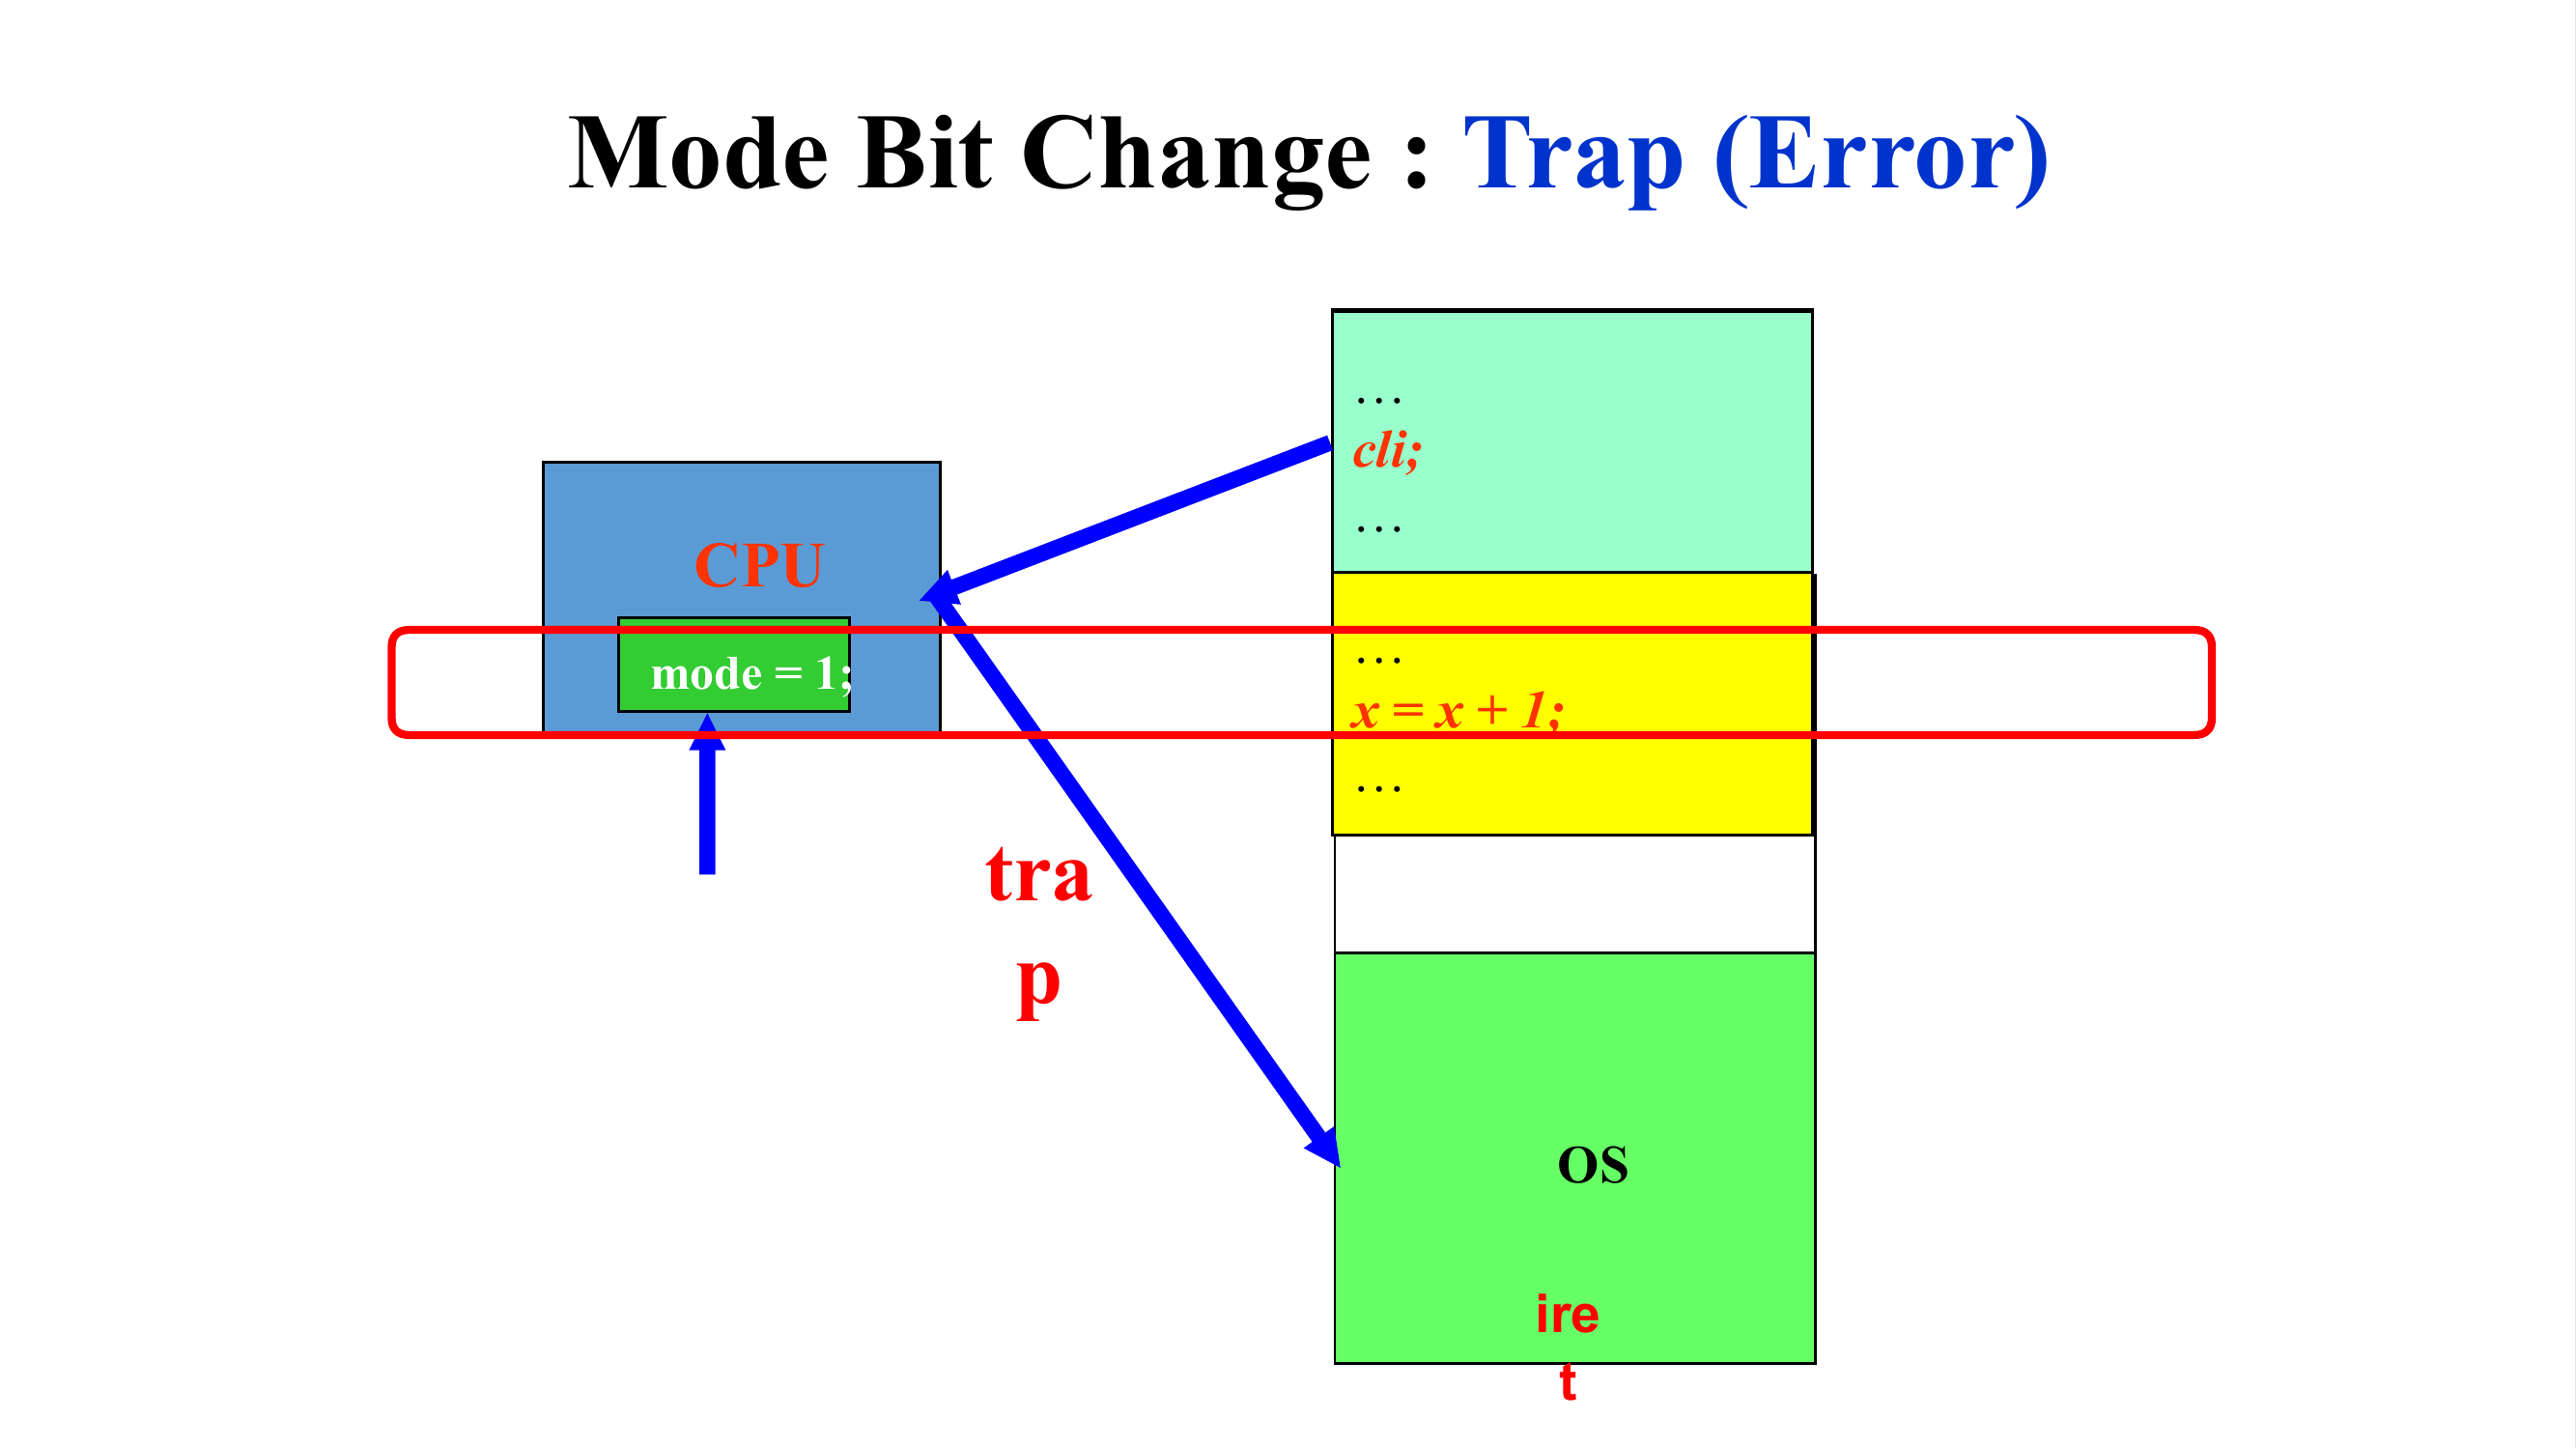 Mode Bit Change : Trap (Error)
…
cli;
…
CPU
mode = 1;
…
x = x + 1;
…
tra
p
OS
ire
t